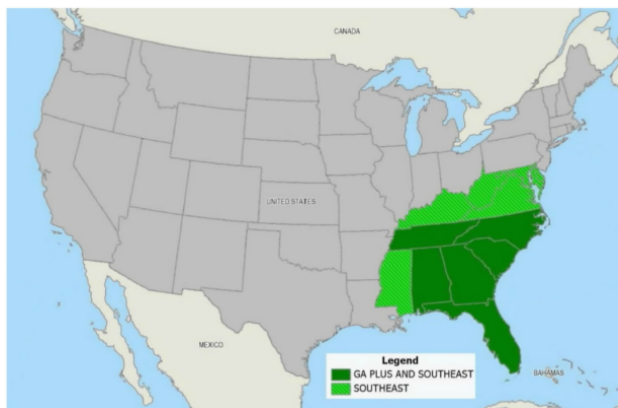 CANADA
UNITED STATES
MEXICO
BAHAMAS
Legend
GA PLUS AND SOUTHEAST
SOUTHEAST